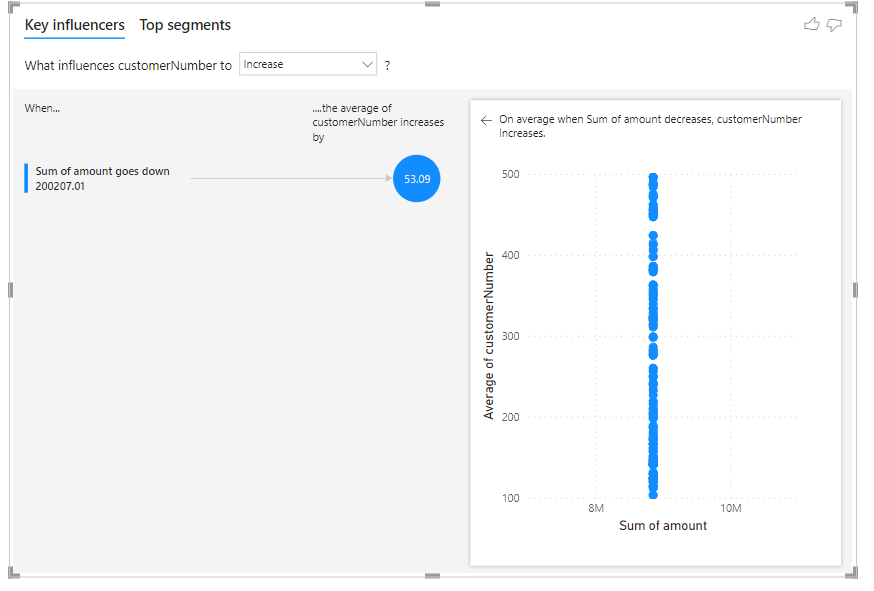 Key influencers Top segments
What influences customerNumber to Increase ?
When...
....the average of
customerNumber increases
by
Sum of amount goes down
200207.01
53.09
On average when Sum of amount decreases, customerNumber
increases.
500
400
300
200
100
Average of customerNumber
8M 10M
Sum of amount